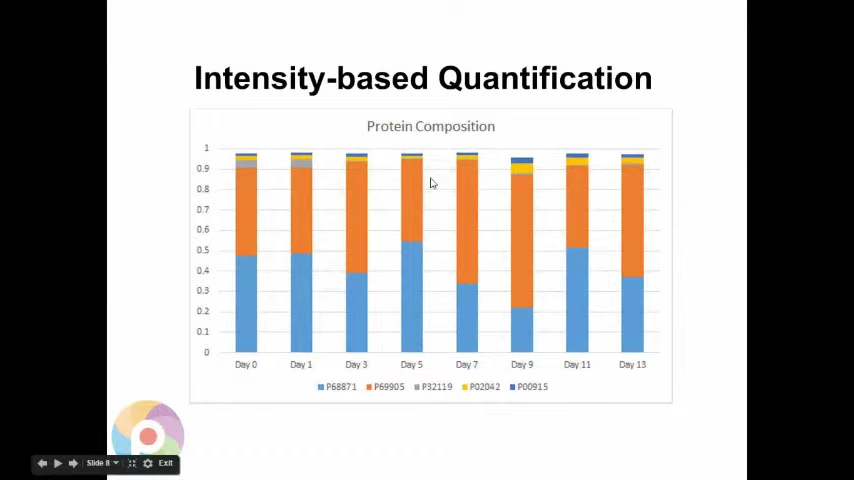 Intensity-based Quantification
Protein Composition
1
0.9
0.8
0.7
0.6
0.5
0.4
0.3
0.2
0.1
0
Day 0 Day 1 Day 3 Day 5 Day 7 Day 9 Day 11 Day 13
P68871 P69905 P32119 P02042 P00915
Slide 8 Exit